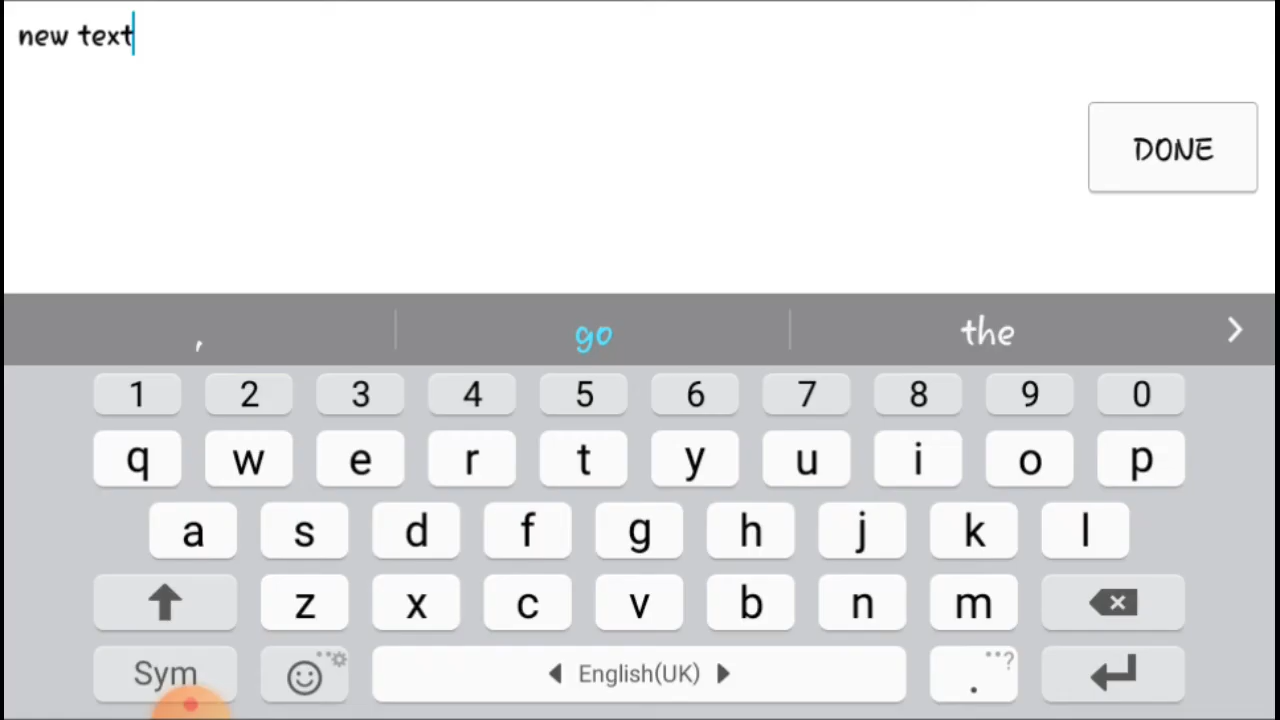 new text
DONE
, go the
1 2 3 4 5 6 7 8 9 0
q w e r t y u i o p
a s d f g h j k l
z x c v b n m
Sym English(UK) . ?